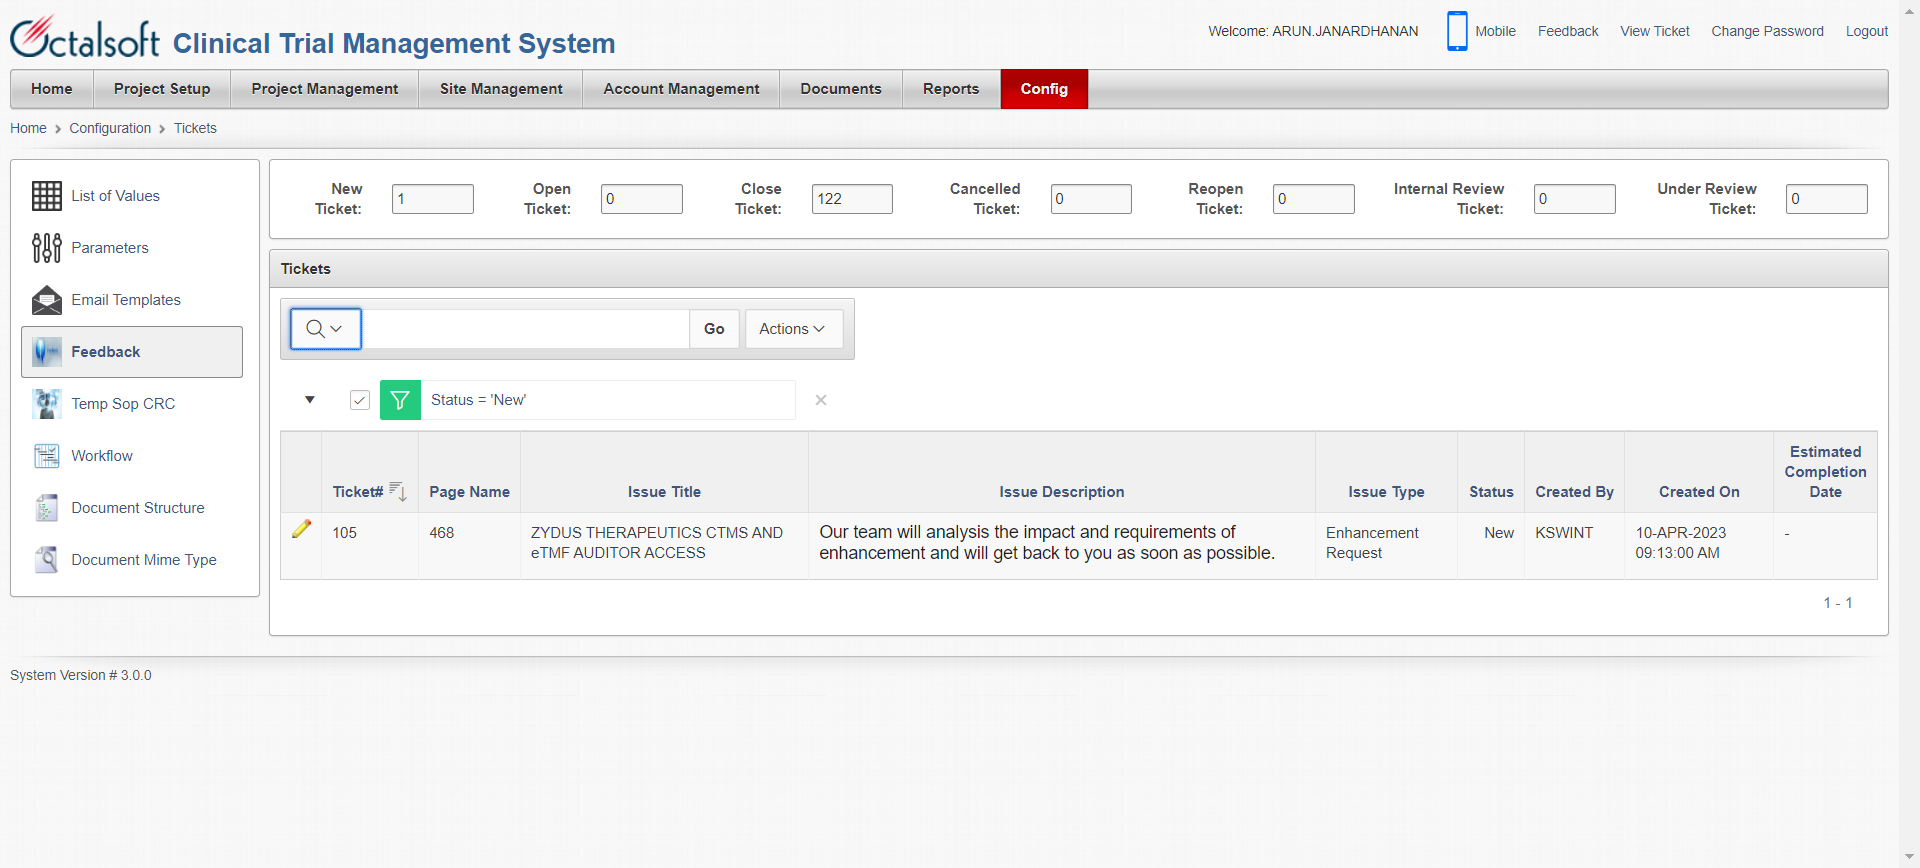 Octalsoft Clinical Trial Management System
Welcome: ARUN.JANARDHANAN Mobile Feedback View Ticket Change Password Logout
Home Project Setup Project Management Site Management Account Management Documents Reports Config
Home > Configuration > Tickets
List of Values
Parameters
Email Templates
Feedback
Temp Sop CRC
Workflow
Document Structure
Document Mime Type
New Ticket: 1
Open Ticket: 0
Close Ticket: 122
Cancelled Ticket: 0
Reopen Ticket: 0
Internal Review Ticket: 0
Under Review Ticket: 0
Tickets
Go Actions
Status = 'New'
Ticket# Page Name Issue Title Issue Description Issue Type Status Created By Created On Estimated Completion Date
105 468 ZYDUS THERAPEUTICS CTMS AND Our team will analysis the impact and requirements of Enhancement New KSWINT 10-APR-2023 -
eTMF AUDITOR ACCESS enhancement and will get back to you as soon as possible. Request 09:13:00 AM
1 - 1
System Version # 3.0.0